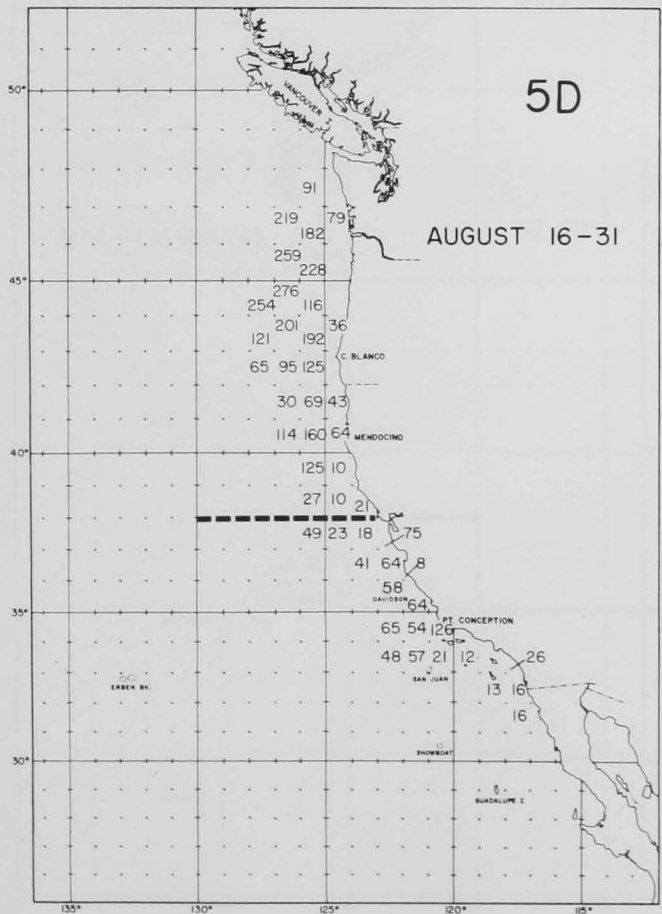 5D
50°
VANCOUVER I.
91
219 79
182
AUGUST 16-31
259
228
45°
276
254 116
201 36
121 192
C. BLANCO
65 95 125
30 69 43
114 160 64 MENDOCINO
40°
125 10
27 10
21
49 23 18 75
41 64 8
58
DAVIDSON
35°
64
PT. CONCEPTION
65 54 126
48 57 21 12 26
SAN JUAN
ERBEN BK.
13 16
16
SHOWBOAT
30°
GUADALUPE I.
135° 130° 125° 120° 115°